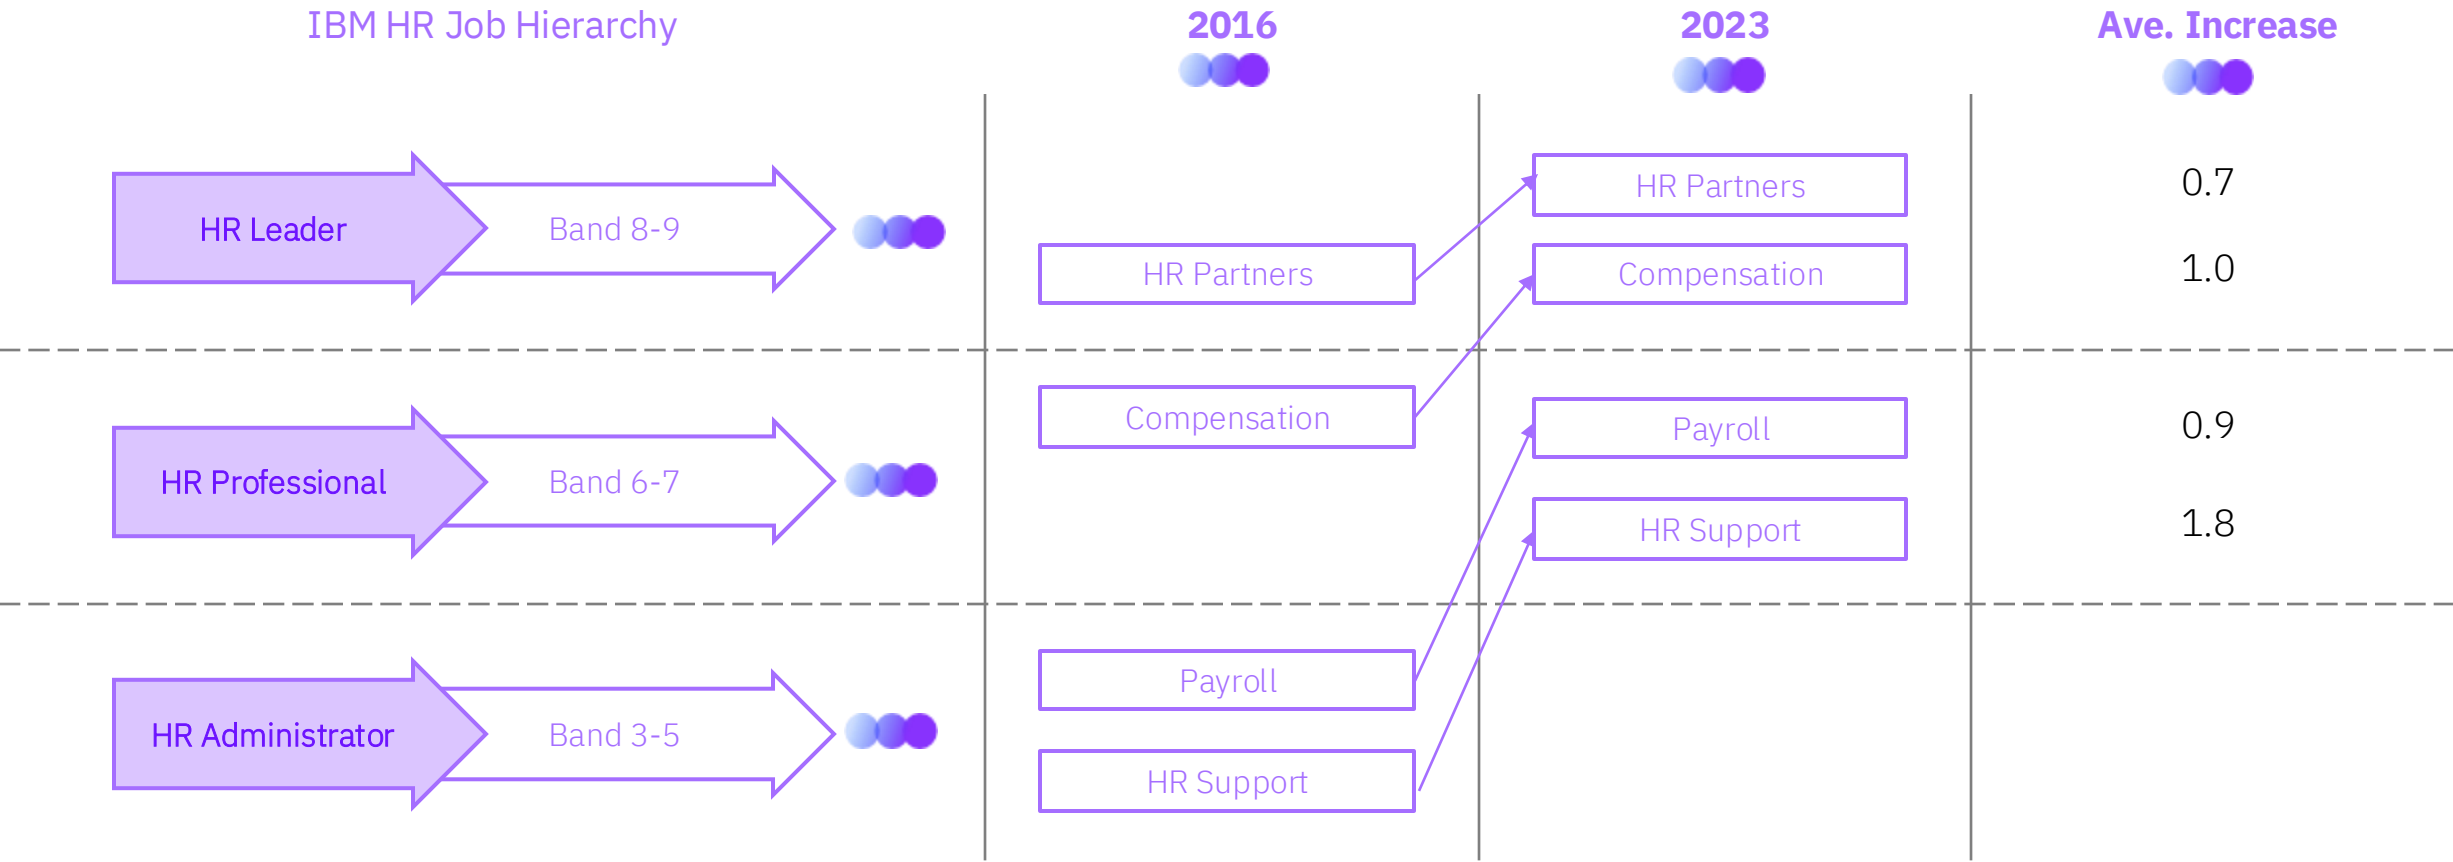 IBM HR Job Hierarchy
2016
2023
Ave. Increase
HR Leader
Band 8-9
HR Partners
HR Partners
Compensation
0.7
1.0
HR Professional
Band 6-7
Compensation
Payroll
HR Support
0.9
1.8
HR Administrator
Band 3-5
Payroll
HR Support